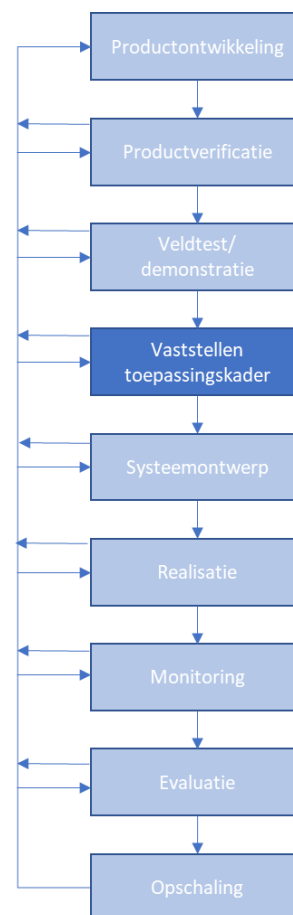 Productontwikkeling
Productverificatie
Veldtest/
demonstratie
Vaststellen
toepassingskader
Systeemontwerp
Realisatie
Monitoring
Evaluatie
Opschaling